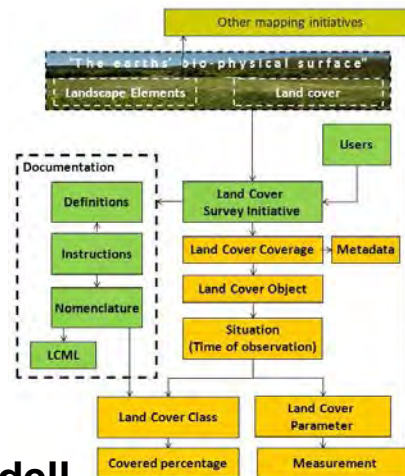 Other mapping initiatives
"The earths' bio-physical surface"
Landscape Elements
Land cover
Users
Documentation
Definitions
Land Cover
Survey Initiative
Instructions
Land Cover Coverage
Metadata
Nomenclature
Land Cover Object
LCML
Situation
(Time of observation)
Land Cover Class
Land Cover
Parameter
Covered percentage
Measurement